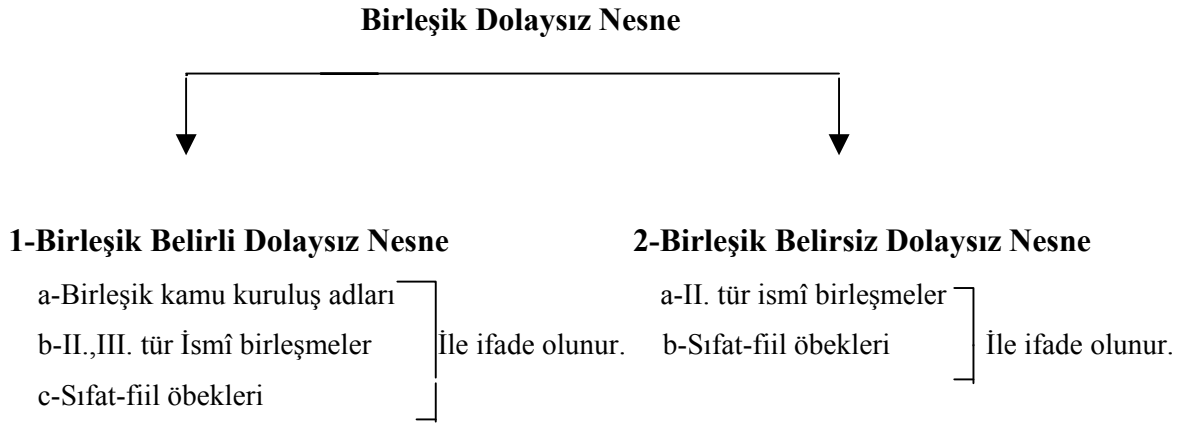 Birleşik Dolaysız Nesne
1-Birleşik Belirli Dolaysız Nesne
a-Birleşik kamu kuruluş adları
b-II.,III. tür İsmî birleşmeler
c-Sıfat-fiil öbekleri
İle ifade olunur.
2-Birleşik Belirsiz Dolaysız Nesne
a-II. tür ismî birleşmeler
b-Sıfat-fiil öbekleri
İle ifade olunur.